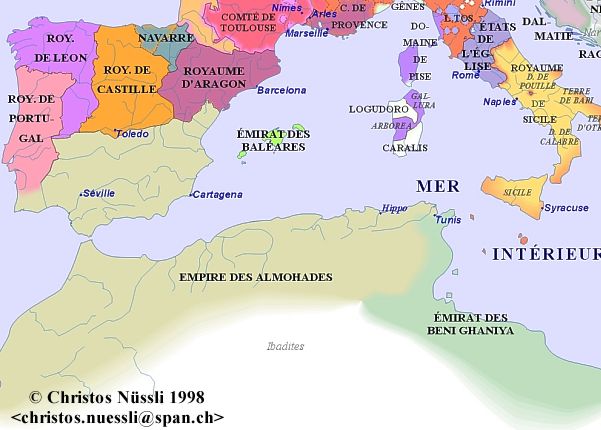 Nîmes
Arles
Marseille
COMTÉ DE
TOULOUSE
C. DE
PROVENCE
GÊNES
I. TOS.
Rimini
ÉTATS
DE
L'ÉG-
LISE
Rome
DAL-
MATIE
RAG
ROY.
DE LEON
NAVARRE
ROY. DE
CASTILLE
ROYAUME
D'ARAGON
ROY. DE
PORTU-
GAL
Barcelona
Toledo
DO-
MAINE
DE
PISE
GAL-
LURA
LOGUDORO
ARBOREA
CARALIS
ROYAUME
DE
SICILE
D. DE
POUILLE
Naples
TERRE
DE BARI
TERRE
D'OTR
D. DE
CALABRE
SICILE
Syracuse
ÉMIRAT DES
BALÉARES
Séville
Cartagena
MER
INTÉRIEUR
Hippo
Tunis
EMPIRE DES ALMOHADES
ÉMIRAT DES
BENI GHANIYA
Ibadites
© Christos Nüssli 1998
<christos.nuessli@span.ch>